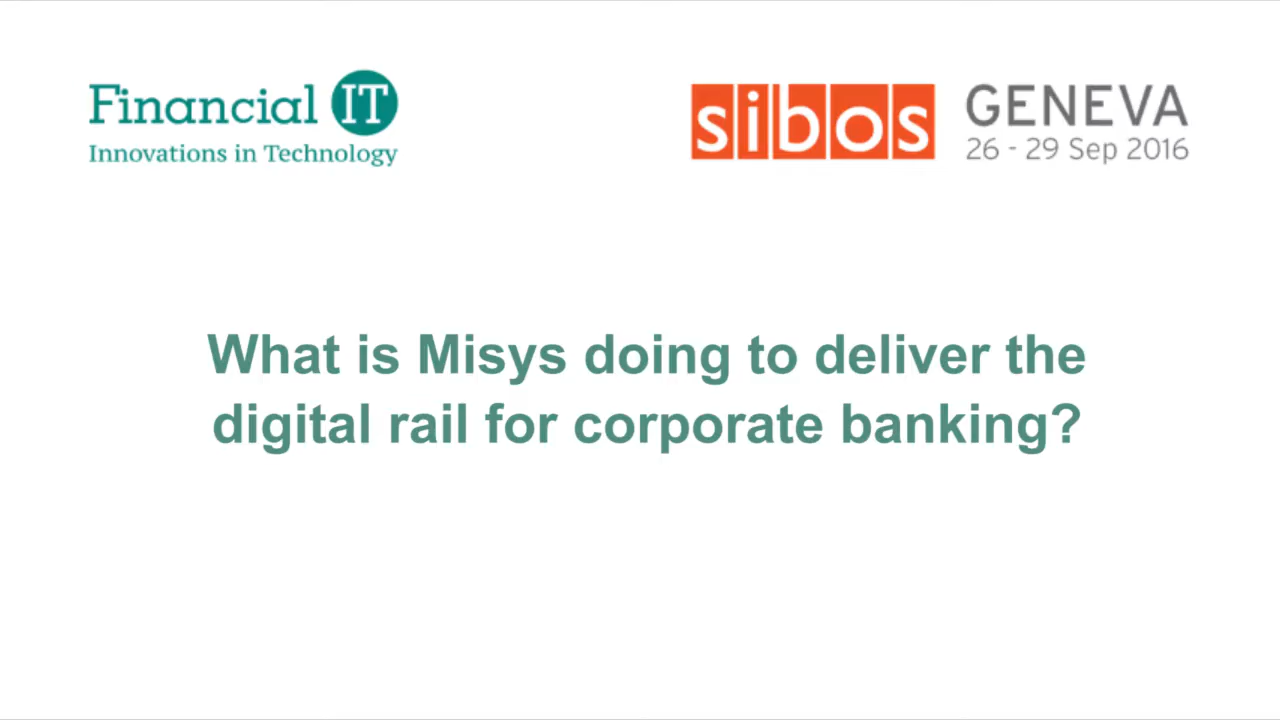 Financial IT
Innovations in Technology
sibos
GENEVA
26 - 29 Sep 2016
What is Misys doing to deliver the
digital rail for corporate banking?